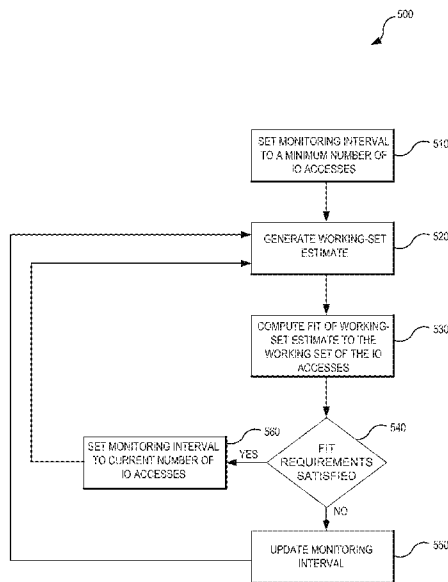 500
SET MONITORING INTERVAL
TO A MINIMUM NUMBER OF
IO ACCESSES
510
GENERATE WORKING-SET
ESTIMATE
520
COMPUTE FIT OF WORKING-
SET ESTIMATE TO THE
WORKING SET OF THE IO
ACCESSES
530
FIT
REQUIREMENTS
SATISFIED
540
YES
560
SET MONITORING INTERVAL
TO CURRENT NUMBER OF
IO ACCESSES
NO
UPDATE MONITORING
INTERVAL
550